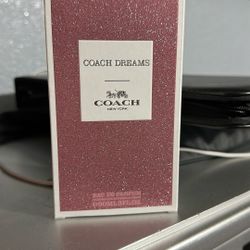 COACH DREAMS
COACH
NEW YORK
EAU DE PARFUM